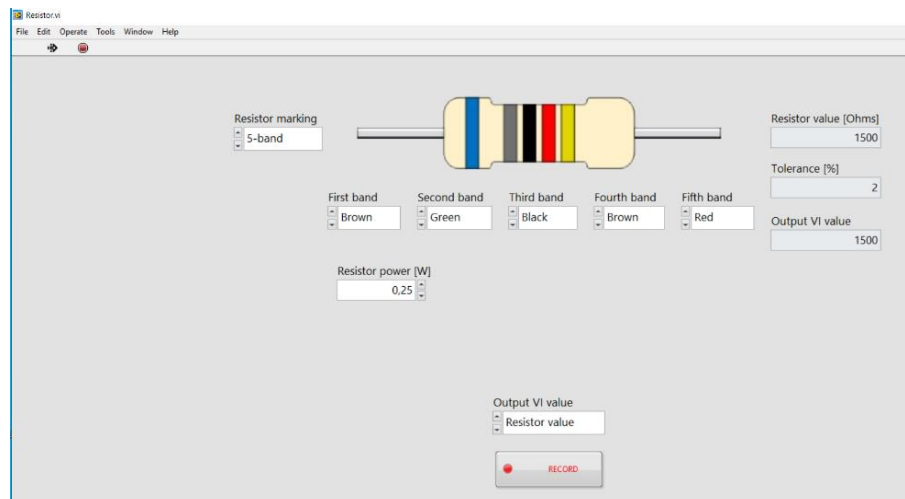 Resistor.vi
File Edit Operate Tools Window Help
Resistor marking
5-band
Resistor value [Ohms]
1500
Tolerance [%]
2
Output VI value
1500
First band Second band Third band Fourth band Fifth band
Brown Green Black Brown Red
Resistor power [W]
0,25
Output VI value
Resistor value
RECORD